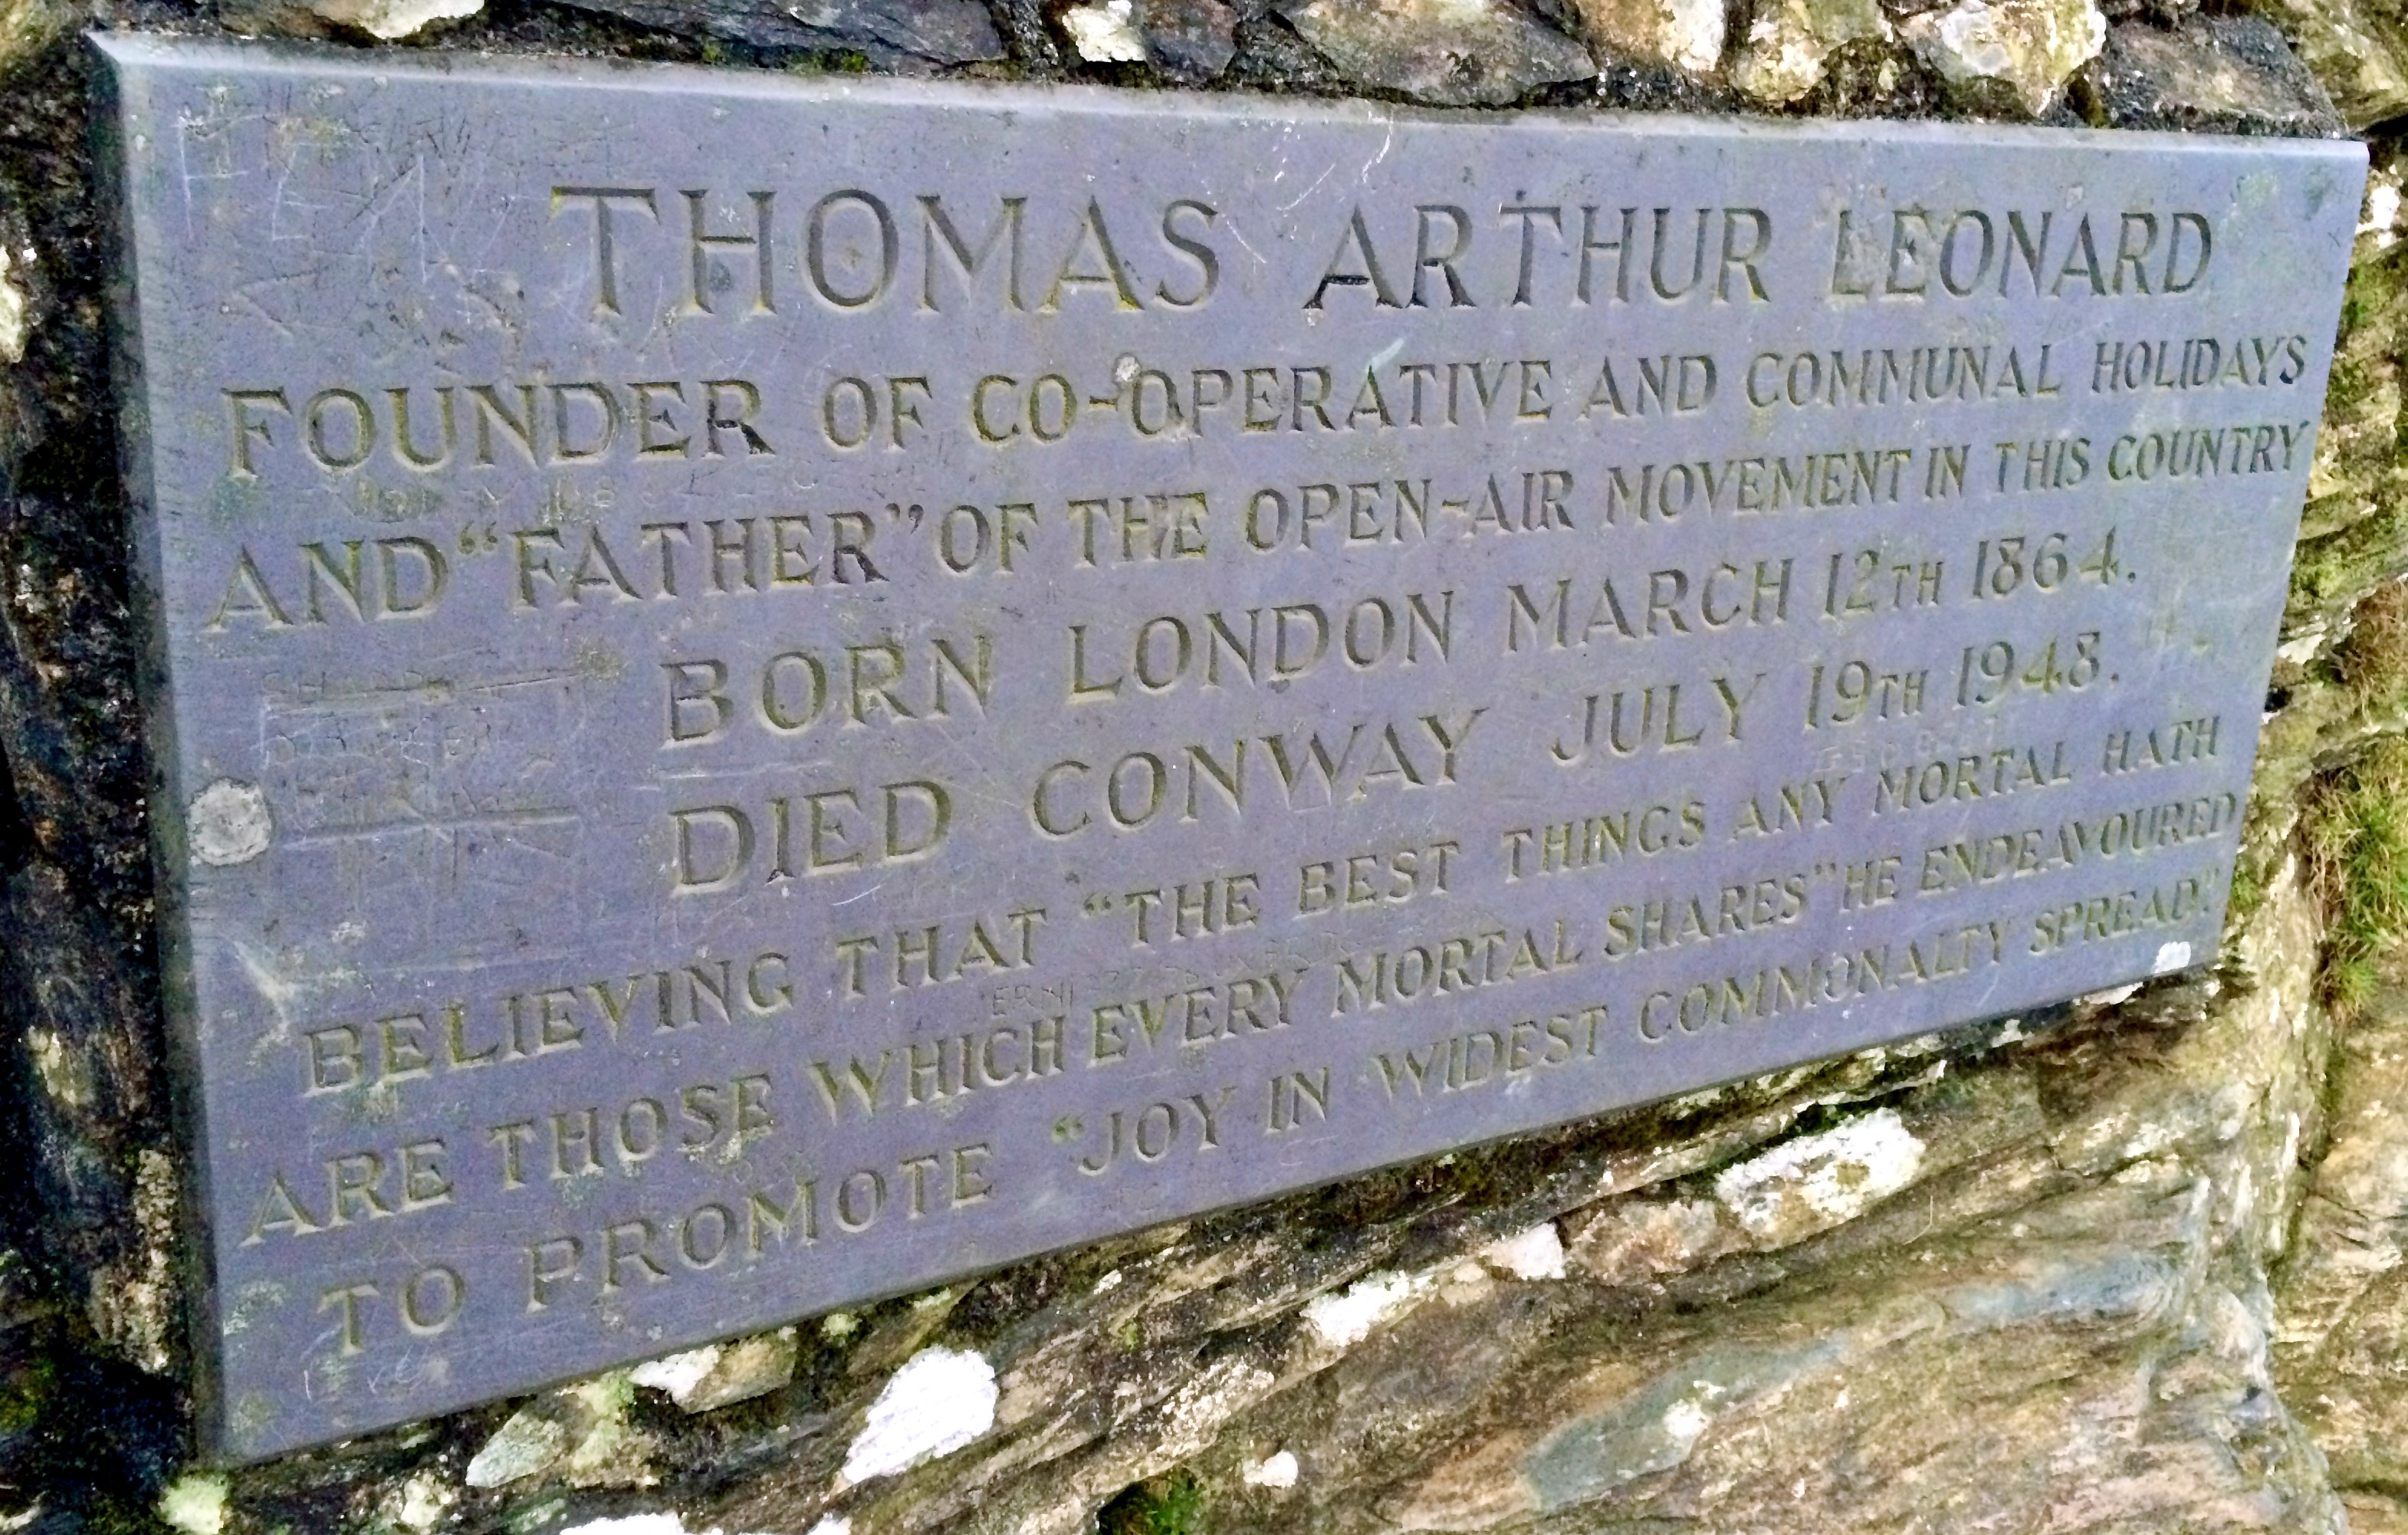 THOMAS ARTHUR LEONARD
FOUNDER OF CO-OPERATIVE AND COMMUNAL HOLIDAYS
AND "FATHER" OF THE OPEN-AIR MOVEMENT IN THIS COUNTRY
BORN LONDON MARCH 12TH 1864.
DIED CONWAY JULY 19TH 1948.
BELIEVING THAT "THE BEST THINGS ANY MORTAL HATH
ARE THOSE WHICH EVERY MORTAL SHARES" HE ENDEAVOURED
TO PROMOTE "JOY IN WIDEST COMMONALTY SPREAD".